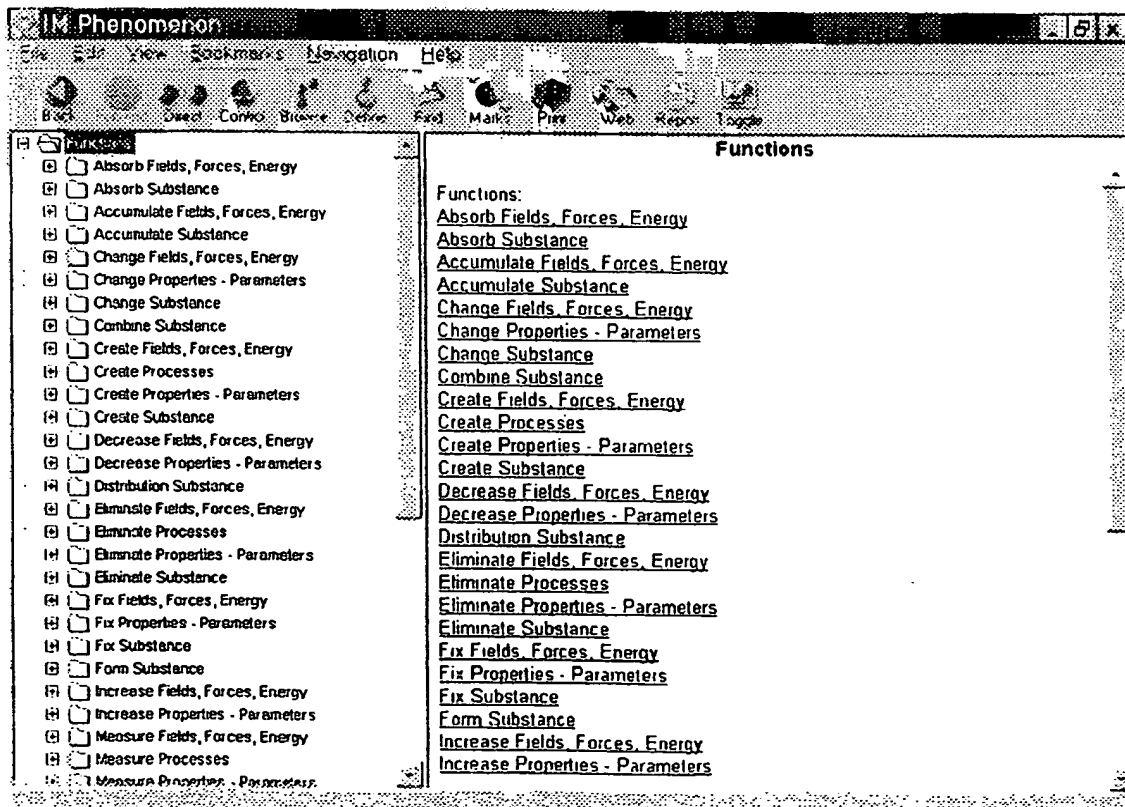 IM Phenomenon
File Edit View Bookmarks Navigation Help
Back Direct Control Browse Define Find Marks Print Web Report Toggle
Functions
Absorb Fields, Forces, Energy
Absorb Substance
Accumulate Fields, Forces, Energy
Accumulate Substance
Change Fields, Forces, Energy
Change Properties - Parameters
Change Substance
Combine Substance
Create Fields, Forces, Energy
Create Processes
Create Properties - Parameters
Create Substance
Decrease Fields, Forces, Energy
Decrease Properties - Parameters
Distribution Substance
Eliminate Fields, Forces, Energy
Eliminate Processes
Eliminate Properties - Parameters
Eliminate Substance
Fix Fields, Forces, Energy
Fix Properties - Parameters
Fix Substance
Form Substance
Increase Fields, Forces, Energy
Increase Properties - Parameters
Measure Fields, Forces, Energy
Measure Processes
Measure Properties - Parameters
Functions
Functions:
Absorb Fields, Forces, Energy
Absorb Substance
Accumulate Fields, Forces, Energy
Accumulate Substance
Change Fields, Forces, Energy
Change Properties - Parameters
Change Substance
Combine Substance
Create Fields, Forces, Energy
Create Processes
Create Properties - Parameters
Create Substance
Decrease Fields, Forces, Energy
Decrease Properties - Parameters
Distribution Substance
Eliminate Fields, Forces, Energy
Eliminate Processes
Eliminate Properties - Parameters
Eliminate Substance
Fix Fields, Forces, Energy
Fix Properties - Parameters
Fix Substance
Form Substance
Increase Fields, Forces, Energy
Increase Properties - Parameters